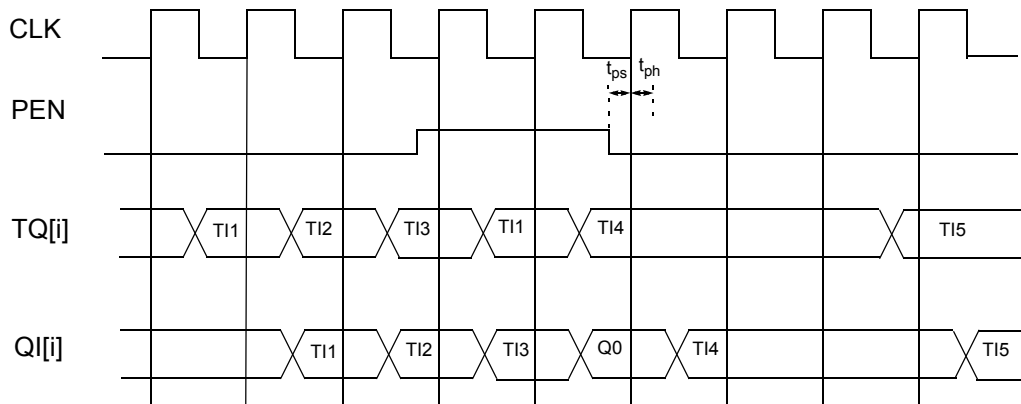 CLK
t_ps t_ph
PEN
TQ[i] TI1 TI2 TI3 TI1 TI4 TI5
QI[i] TI1 TI2 TI3 Q0 TI4 TI5